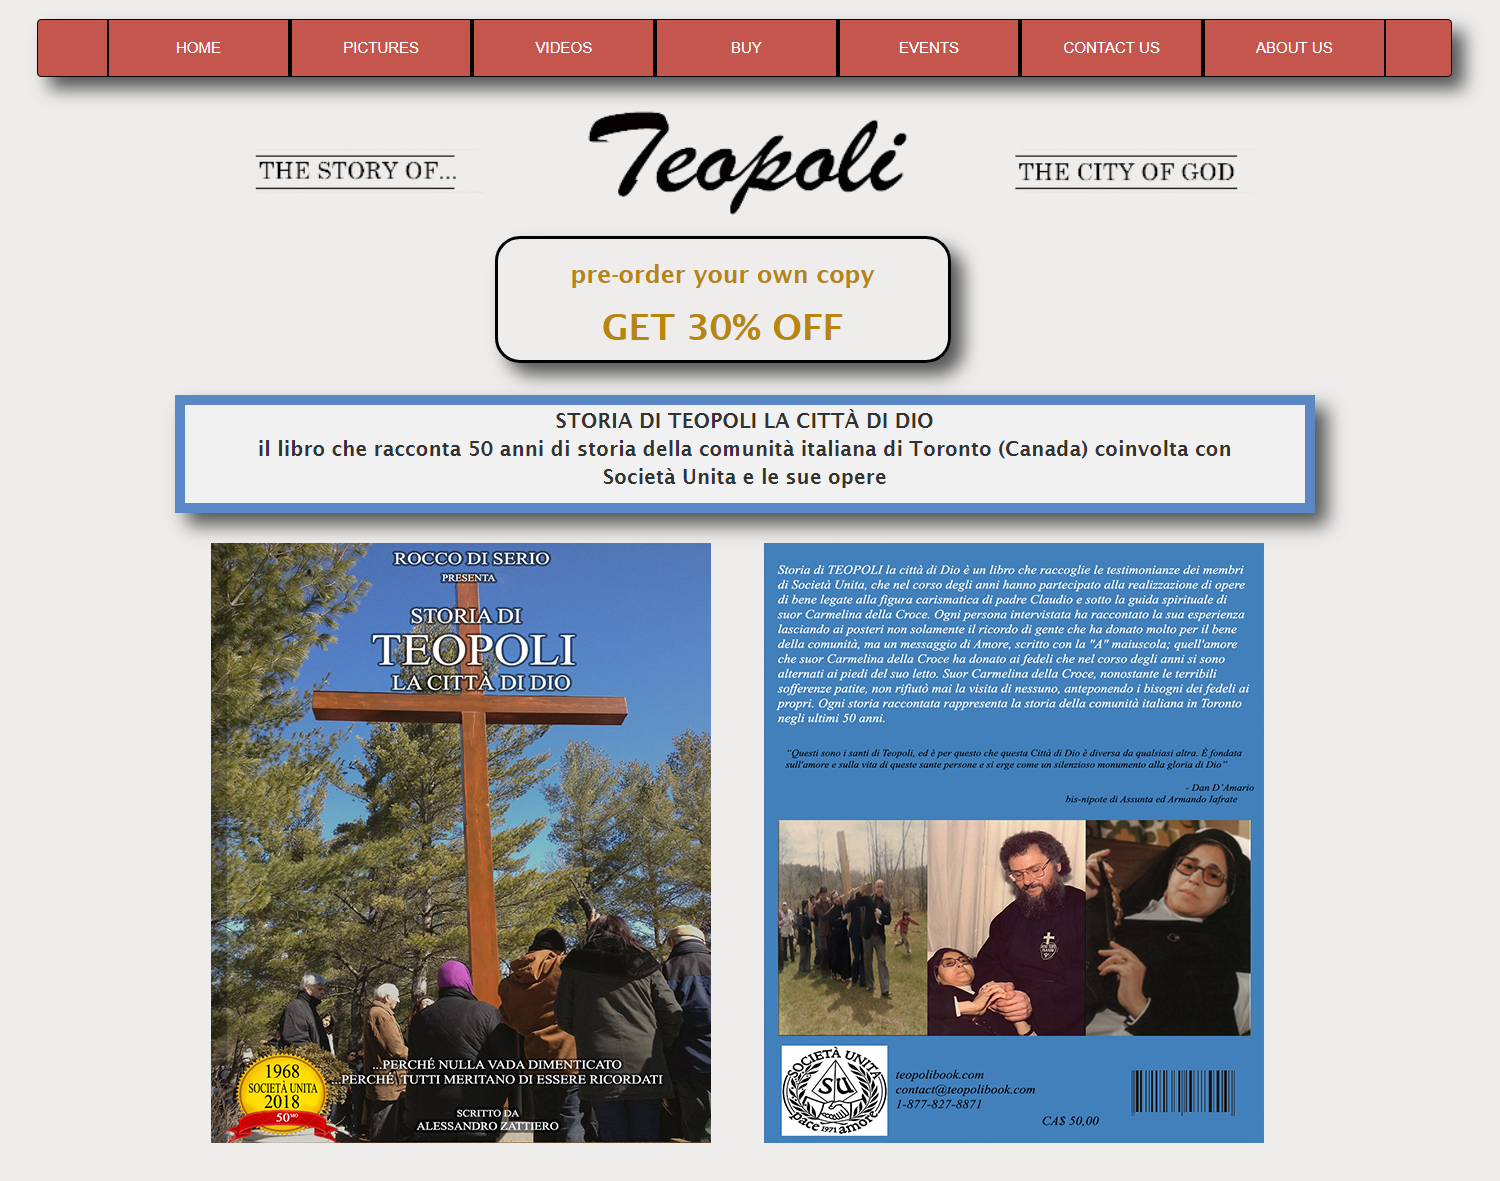 HOME PICTURES VIDEOS BUY EVENTS CONTACT US ABOUT US
THE STORY OF...
Teopoli
THE CITY OF GOD
pre-order your own copy
GET 30% OFF
STORIA DI TEOPOLI LA CITTÀ DI DIO
il libro che racconta 50 anni di storia della comunità italiana di Toronto (Canada) coinvolta con
Società Unita e le sue opere
ROCCO DI SERIO
PRESENTA
STORIA DI
TEOPOLI
LA CITTÀ DI DIO
...PERCHÉ NULLA VADA DIMENTICATO
...PERCHÉ, TUTTI MERITANO DI ESSERE RICORDATI
SCRITTO DA
ALESSANDRO ZATTIERO
1968
SOCIETÀ UNITA
2018
50MO
Storia di TEOPOLI la città di Dio è un libro che raccoglie le testimonianze dei membri
di Società Unita, che nel corso degli anni hanno partecipato alla realizzazione di opere
di bene legate alla figura carismatica di padre Claudio e sotto la guida spirituale di
suor Carmelina della Croce. Ogni persona intervistata ha raccontato la sua esperienza
lasciando ai posteri non solamente il ricordo di gente che ha donato molto per il bene
della comunità, ma un messaggio di Amore, scritto con la "A" maiuscola; quell'amore
che suor Carmelina della Croce ha donato ai fedeli che nel corso degli anni si sono
alternati ai piedi del suo letto. Suor Carmelina della Croce, nonostante le terribili
sofferenze patite, non rifiutò mai la visita di nessuno, anteponendo i bisogni dei fedeli ai
propri. Ogni storia raccontata rappresenta la storia della comunità italiana in Toronto
negli ultimi 50 anni.
"Questi sono i santi di Teopoli, ed è per questo che questa Città di Dio è diversa da qualsiasi altra. È fondata
sull'amore e sulla vita di queste sante persone e si erge come un silenzioso monumento alla gloria di Dio"
- Dan D'Amario
bis-nipote di Assunta ed Armando Iafrate
SOCIETÀ UNITA
SU
pace 1971 amore
teopolibook.com
contact@teopolibook.com
1-877-827-8871
CA$ 50,00